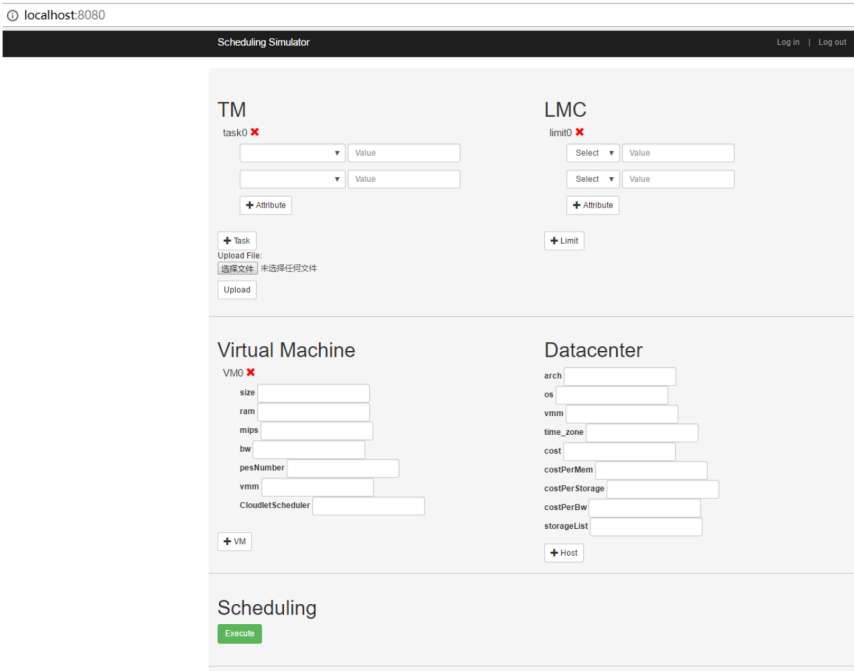 localhost:8080
Scheduling Simulator
Log in | Log out
TM
task0
Value
Value
Attribute
Task
Upload File:
选择文件 未选择任何文件
Upload
LMC
limit0
Select Value
Select Value
Attribute
Limit
Virtual Machine
VM0
size
ram
mips
bw
pesNumber
vmm
CloudletScheduler
VM
Datacenter
arch
os
vmm
time_zone
cost
costPerMem
costPerStorage
costPerBw
storageList
Host
Scheduling
Execute